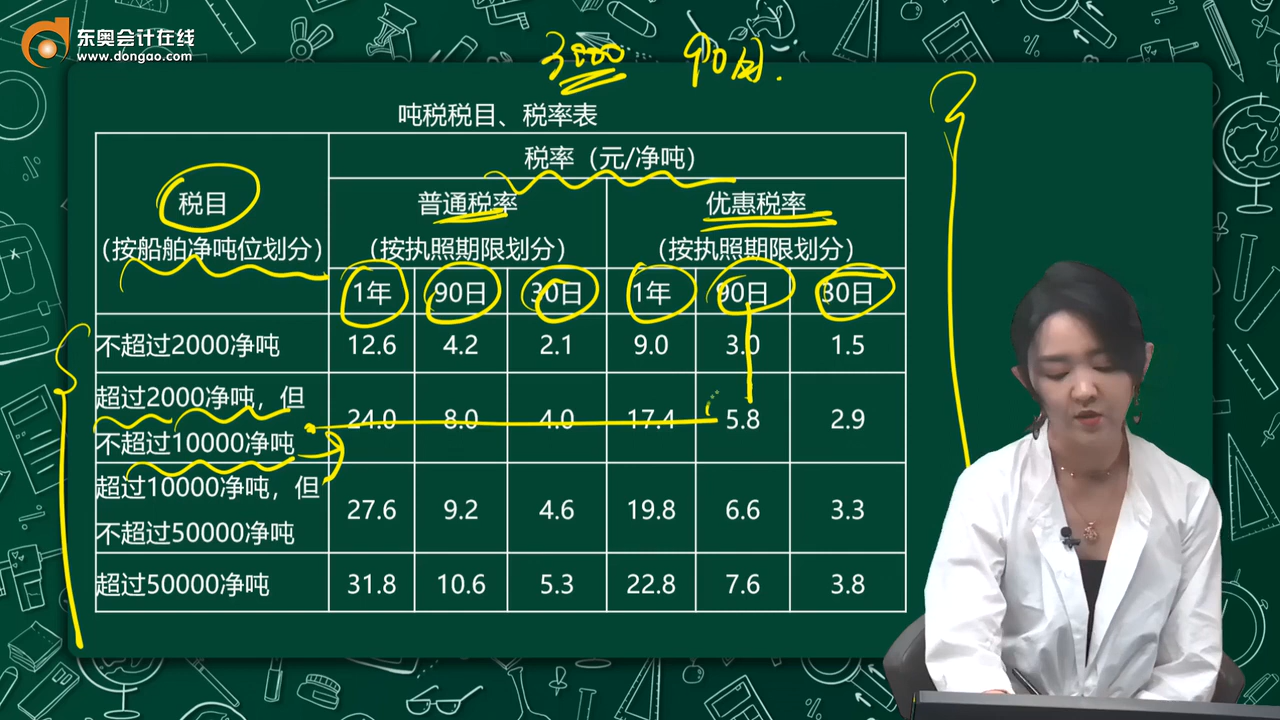 东奥会计在线
www.dongao.com
3000 90日.
吨税税目、税率表
税目
(按船舶净吨位划分)
税率（元/净吨）
普通税率
(按执照期限划分)
优惠税率
(按执照期限划分)
1年 90日 30日 1年 90日 30日
不超过2000净吨 12.6 4.2 2.1 9.0 3.0 1.5
超过2000净吨，但
不超过10000净吨 24.0 8.0 4.0 17.4 5.8 2.9
超过10000净吨，但
不超过50000净吨 27.6 9.2 4.6 19.8 6.6 3.3
超过50000净吨 31.8 10.6 5.3 22.8 7.6 3.8